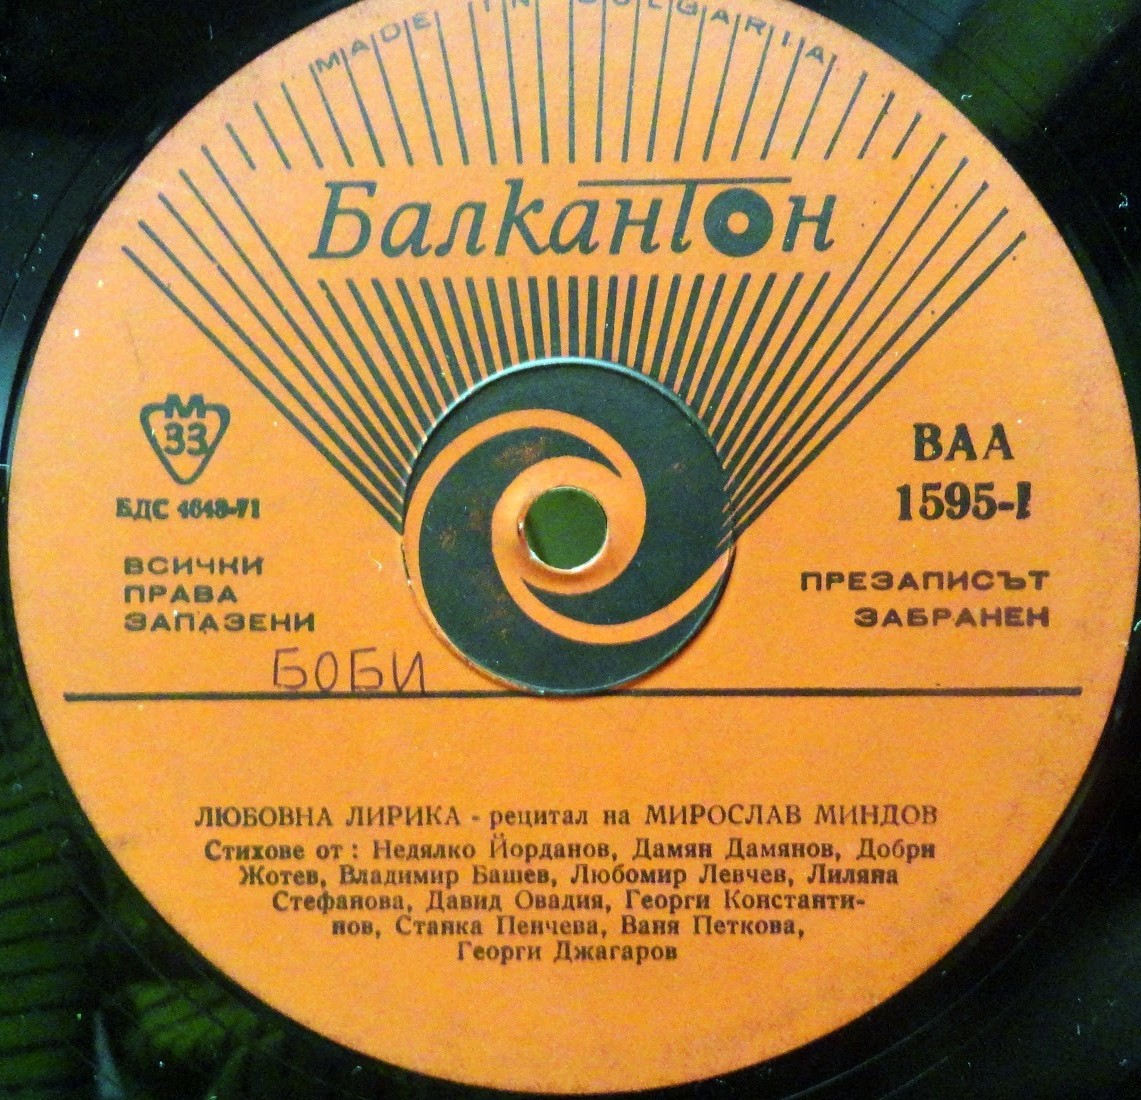 MADE IN BULGARIA
Балкантон
М
33
БДС 4643-71
ВСИЧКИ
ПРАВА
ЗАПАЗЕНИ
ВАА
1595-I
ПРЕЗАПИСЪТ
ЗАБРАНЕН
БОБИ
ЛЮБОВНА ЛИРИКА - рецитал на МИРОСЛАВ МИНДОВ
Стихове от : Недялко Йорданов, Дамян Дамянов, Добри
Жотев, Владимир Башев, Любомир Левчев, Лиляна
Стефанова, Давид Овадия, Георги Константи-
нов, Станка Пенчева, Ваня Петкова,
Георги Джагаров